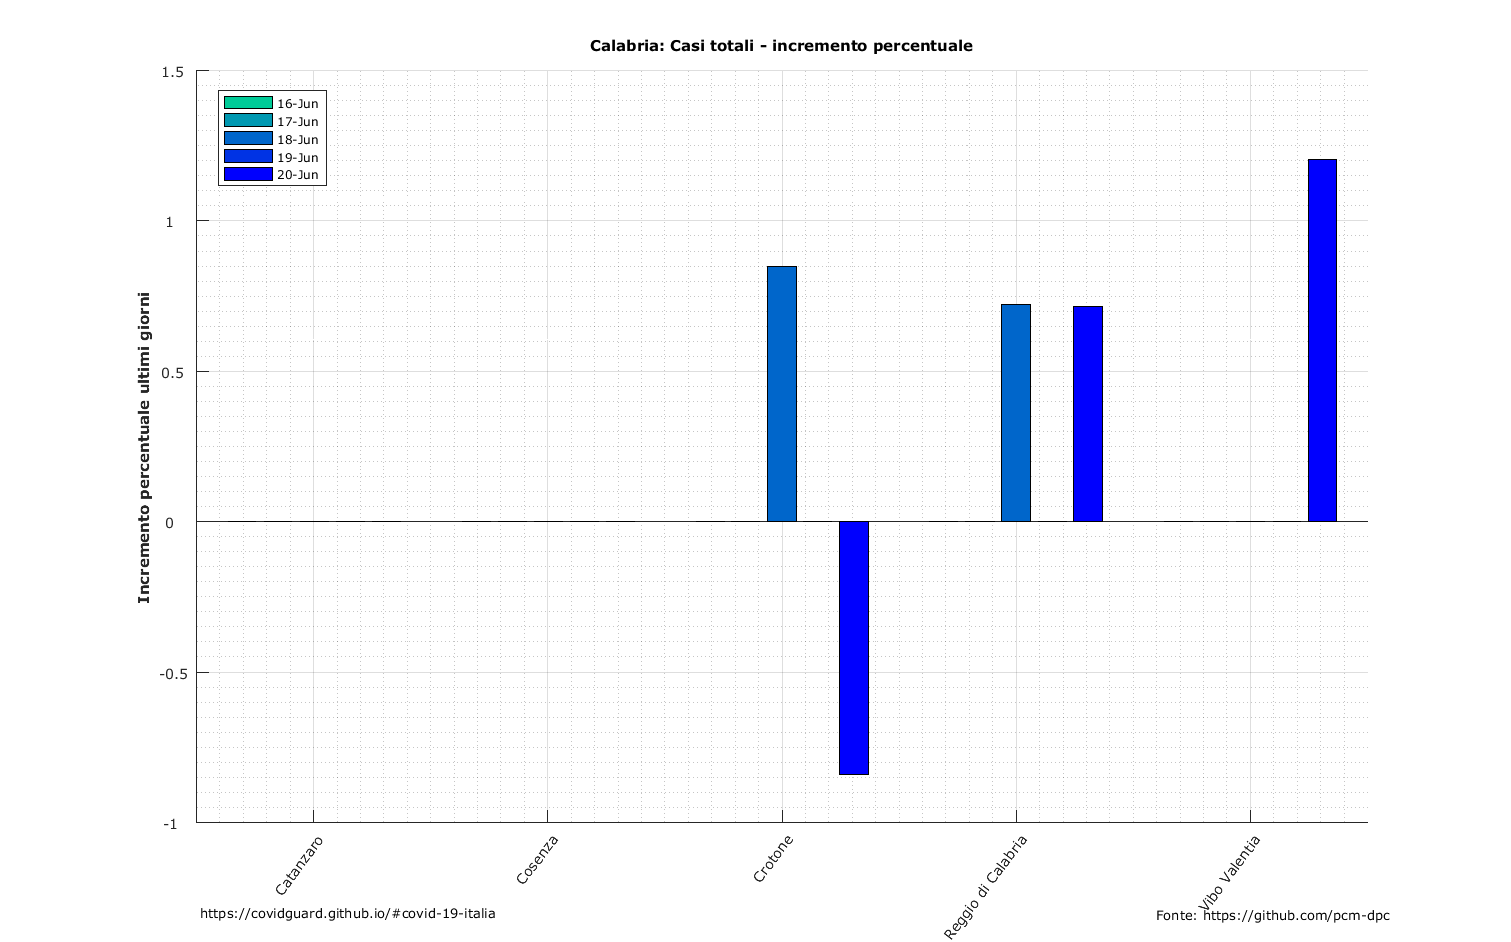 Calabria: Casi totali - incremento percentuale
1.5
1
0.5
0
-0.5
-1
Incremento percentuale ultimi giorni
16-Jun
17-Jun
18-Jun
19-Jun
20-Jun
Catanzaro
Cosenza
Crotone
Reggio di Calabria
Vibo Valentia
https://covidguard.github.io/#covid-19-italia
Fonte: https://github.com/pcm-dpc